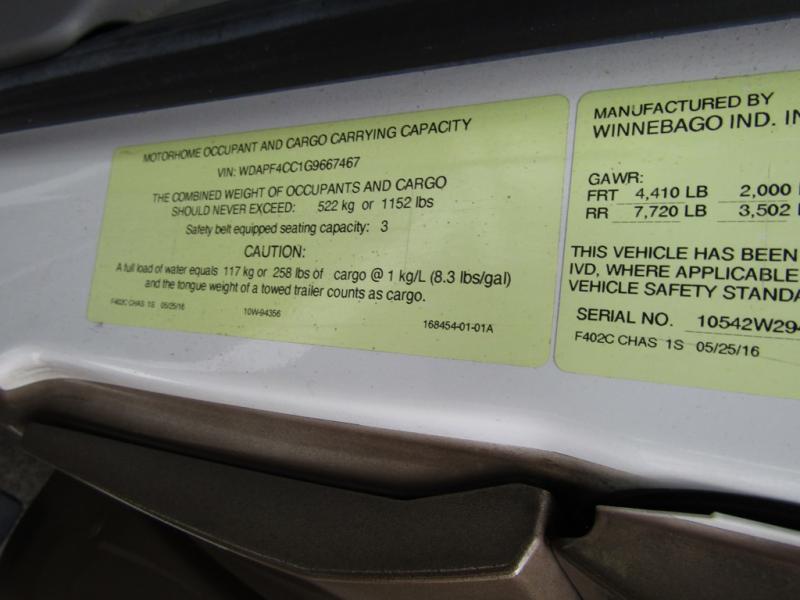 MOTORHOME OCCUPANT AND CARGO CARRYING CAPACITY
VIN: WDAPF4CC1G9667467
THE COMBINED WEIGHT OF OCCUPANTS AND CARGO
SHOULD NEVER EXCEED: 522 kg or 1152 lbs
Safety belt equipped seating capacity: 3
CAUTION:
A full load of water equals 117 kg or 258 lbs of cargo @ 1 kg/L (8.3 lbs/gal)
and the tongue weight of a towed trailer counts as cargo.
F402C CHAS 1S 05/25/16 10W-94356 168454-01-01A
MANUFACTURED BY
WINNEBAGO IND. IN
GAWR:
FRT 4,410 LB 2,000
RR 7,720 LB 3,502
THIS VEHICLE HAS BEEN
IVD, WHERE APPLICABLE
VEHICLE SAFETY STANDA
SERIAL NO. 10542W294
F402C CHAS 1S 05/25/16